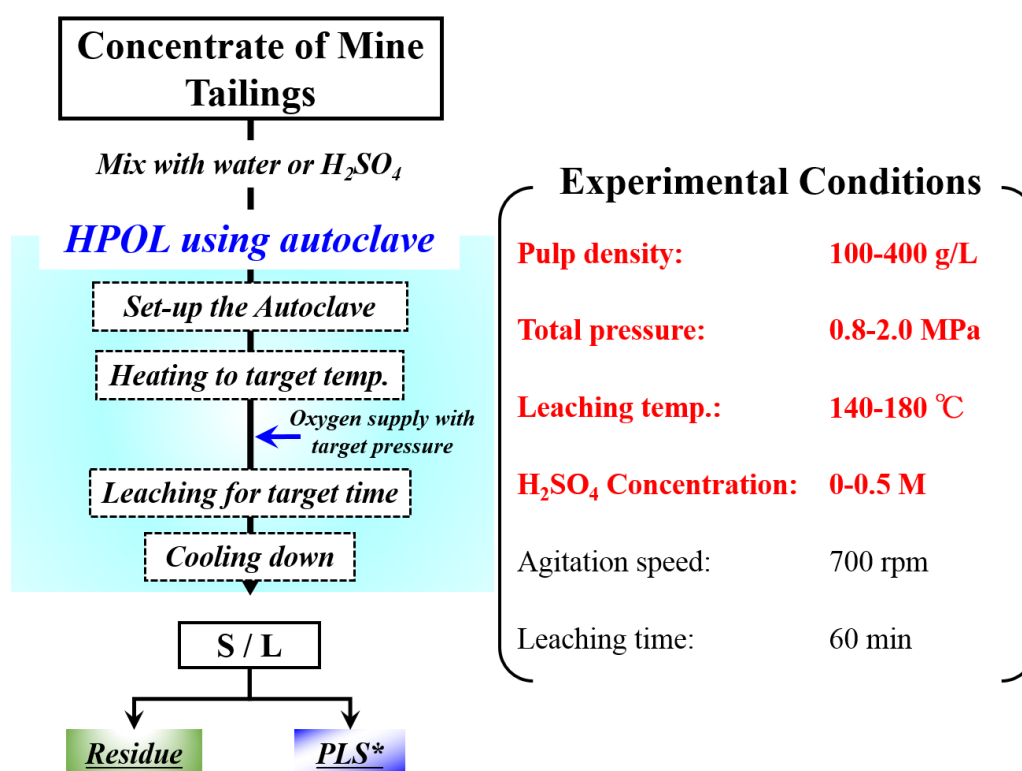 Concentrate of Mine
Tailings
Mix with water or H₂SO₄
HPOL using autoclave
Set-up the Autoclave
Heating to target temp.
Oxygen supply with
target pressure
Leaching for target time
Cooling down
S / L
Residue
PLS*
Experimental Conditions
Pulp density: 100-400 g/L
Total pressure: 0.8-2.0 MPa
Leaching temp.: 140-180 ℃
H₂SO₄ Concentration: 0-0.5 M
Agitation speed: 700 rpm
Leaching time: 60 min